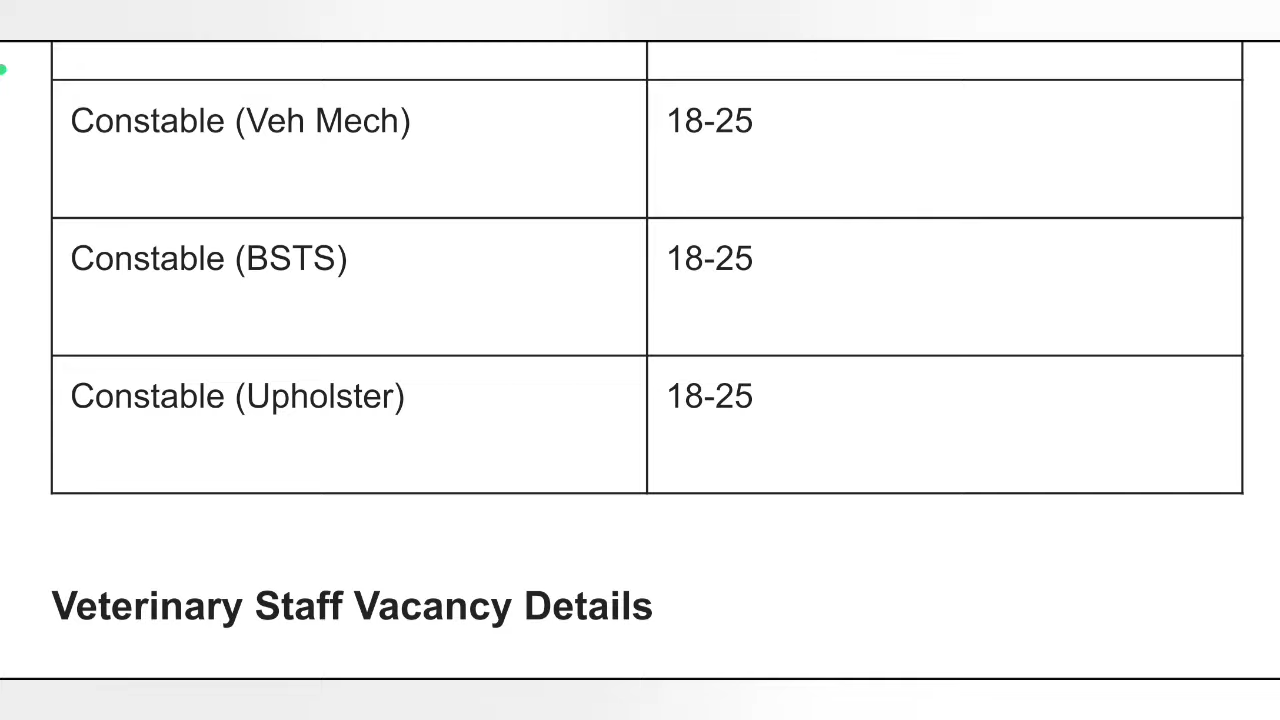 Constable (Veh Mech) 18-25
Constable (BSTS) 18-25
Constable (Upholster) 18-25
Veterinary Staff Vacancy Details